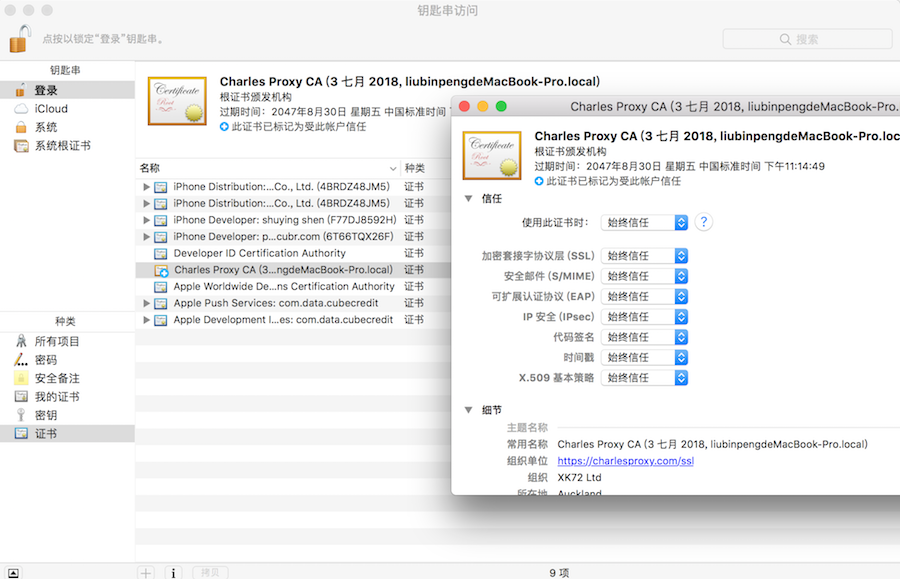 钥匙串访问
点按以锁定“登录”钥匙串。
搜索
钥匙串
登录
iCloud
系统
系统根证书
种类
所有项目
密码
安全备注
我的证书
密钥
证书
Certificate
Root
Charles Proxy CA (3 七月 2018, liubinpengdeMacBook-Pro.local)
根证书颁发机构
过期时间：2047年8月30日 星期五 中国标准时间
此证书已标记为受此帐户信任
名称 种类
iPhone Distribution:...Co., Ltd. (4BRDZ48JM5) 证书
iPhone Distribution:...Co., Ltd. (4BRDZ48JM5) 证书
iPhone Developer: shuying shen (F77DJ8592H) 证书
iPhone Developer: p...cubr.com (6T66TQX26F) 证书
Developer ID Certification Authority 证书
Charles Proxy CA (3...ngdeMacBook-Pro.local) 证书
Apple Worldwide De...ns Certification Authority 证书
Apple Push Services: com.data.cubecredit 证书
Apple Development I...es: com.data.cubecredit 证书
拷贝
9 项
Charles Proxy CA (3 七月 2018, liubinpengdeMacBook-Pro.
Certificate
Root
Charles Proxy CA (3 七月 2018, liubinpengdeMacBook-Pro.loc
根证书颁发机构
过期时间：2047年8月30日 星期五 中国标准时间 下午11:14:49
此证书已标记为受此帐户信任
信任
使用此证书时： 始终信任 ?
加密套接字协议层 (SSL) 始终信任
安全邮件 (S/MIME) 始终信任
可扩展认证协议 (EAP) 始终信任
IP 安全 (IPsec) 始终信任
代码签名 始终信任
时间戳 始终信任
X.509 基本策略 始终信任
细节
主题名称
常用名称 Charles Proxy CA (3 七月 2018, liubinpengdeMacBook-Pro.local)
组织单位 https://charlesproxy.com/ssl
组织 XK72 Ltd
所在地 Auckland